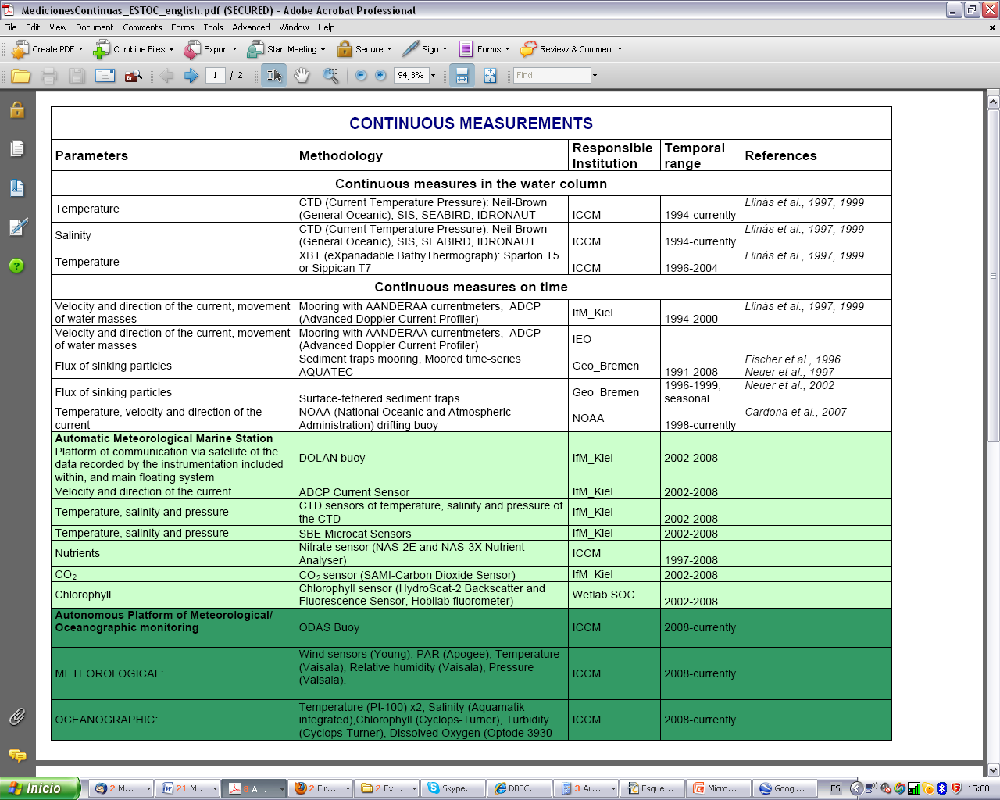 MedicionesContinuas_ESTOC_english.pdf (SECURED) - Adobe Acrobat Professional
File Edit View Document Comments Forms Tools Advanced Window Help
Create PDF Combine Files Export Start Meeting Secure Sign Forms Review & Comment
1 / 2 94,3% Find
CONTINUOUS MEASUREMENTS
Parameters Methodology Responsible Institution Temporal range References
Continuous measures in the water column
Temperature
CTD (Current Temperature Pressure): Neil-Brown
(General Oceanic), SIS, SEABIRD, IDRONAUT
ICCM
1994-currently
Llinás et al., 1997, 1999
Salinity
CTD (Current Temperature Pressure): Neil-Brown
(General Oceanic), SIS, SEABIRD, IDRONAUT
ICCM
1994-currently
Llinás et al., 1997, 1999
Temperature
XBT (eXpanadable BathyThermograph): Sparton T5
or Sippican T7
ICCM
1996-2004
Llinás et al., 1997, 1999
Continuous measures on time
Velocity and direction of the current, movement
of water masses
Mooring with AANDERAA currentmeters, ADCP
(Advanced Doppler Current Profiler)
IfM_Kiel
1994-2000
Llinás et al., 1997, 1999
Velocity and direction of the current, movement
of water masses
Mooring with AANDERAA currentmeters, ADCP
(Advanced Doppler Current Profiler)
IEO
Flux of sinking particles
Sediment traps mooring, Moored time-series
AQUATEC
Geo_Bremen
1991-2008
Fischer et al., 1996
Neuer et al., 1997
Flux of sinking particles
Surface-tethered sediment traps
Geo_Bremen
1996-1999,
seasonal
Neuer et al., 2002
Temperature, velocity and direction of the
current
NOAA (National Oceanic and Atmospheric
Administration) drifting buoy
NOAA
1998-currently
Cardona et al., 2007
Automatic Meteorological Marine Station
Platform of communication via satellite of the
data recorded by the instrumentation included
within, and main floating system
DOLAN buoy
IfM_Kiel
2002-2008
Velocity and direction of the current
ADCP Current Sensor
IfM_Kiel
2002-2008
Temperature, salinity and pressure
CTD sensors of temperature, salinity and pressure of
the CTD
IfM_Kiel
2002-2008
Temperature, salinity and pressure
SBE Microcat Sensors
IfM_Kiel
2002-2008
Nutrients
Nitrate sensor (NAS-2E and NAS-3X Nutrient
Analyser)
ICCM
1997-2008
CO2
CO2 sensor (SAMI-Carbon Dioxide Sensor)
IfM_Kiel
2002-2008
Chlorophyll
Chlorophyll sensor (HydroScat-2 Backscatter and
Fluorescence Sensor, Hobilab fluorometer)
Wetlab SOC
2002-2008
Autonomous Platform of Meteorological/
Oceanographic monitoring
ODAS Buoy
ICCM
2008-currently
METEOROLOGICAL:
Wind sensors (Young), PAR (Apogee), Temperature
(Vaisala), Relative humidity (Vaisala), Pressure
(Vaisala).
ICCM
2008-currently
OCEANOGRAPHIC:
Temperature (Pt-100) x2, Salinity (Aquamatik
integrated),Chlorophyll (Cyclops-Turner), Turbidity
(Cyclops-Turner), Dissolved Oxygen (Optode 3930-
ICCM
2008-currently
Inicio 2 M... 21 M... 8 A... 2 Fir... 2 Ex... Skype... DBSC... 3 Ar... Esque... Micro... Googl... ES 15:00